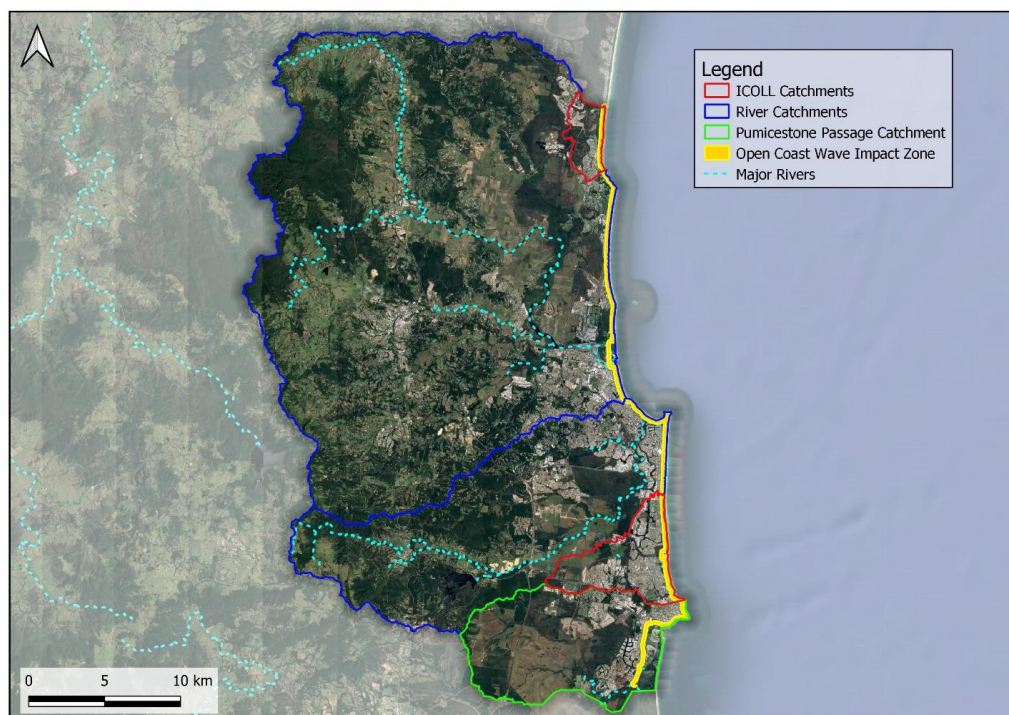 Legend
ICOLL Catchments
River Catchments
Pumicestone Passage Catchment
Open Coast Wave Impact Zone
Major Rivers
0 5 10 km